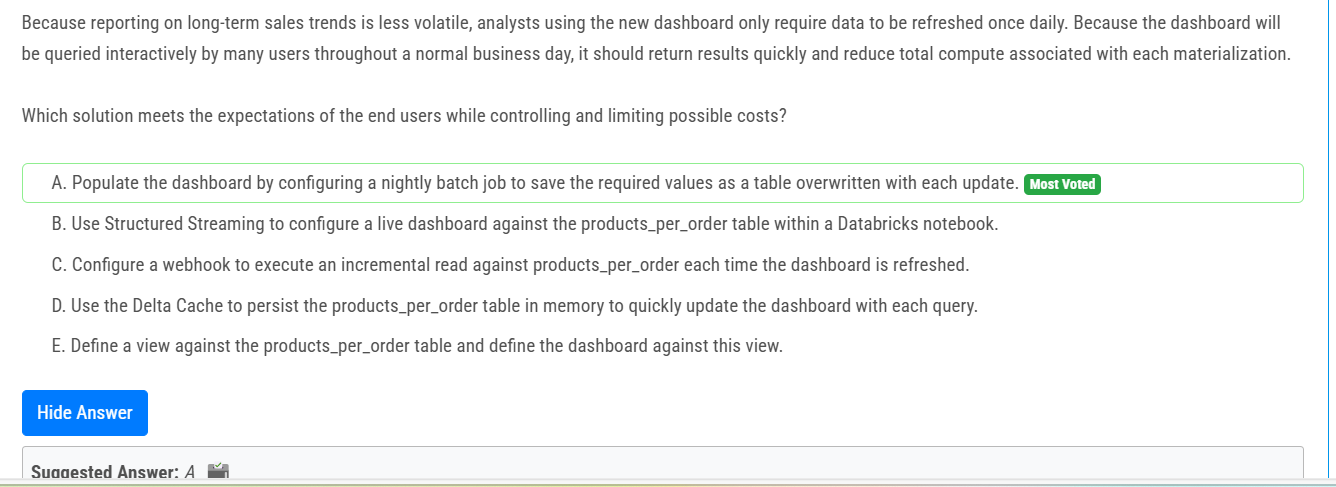 Because reporting on long-term sales trends is less volatile, analysts using the new dashboard only require data to be refreshed once daily. Because the dashboard will
be queried interactively by many users throughout a normal business day, it should return results quickly and reduce total compute associated with each materialization.
Which solution meets the expectations of the end users while controlling and limiting possible costs?
A. Populate the dashboard by configuring a nightly batch job to save the required values as a table overwritten with each update. Most Voted
B. Use Structured Streaming to configure a live dashboard against the products_per_order table within a Databricks notebook.
C. Configure a webhook to execute an incremental read against products_per_order each time the dashboard is refreshed.
D. Use the Delta Cache to persist the products_per_order table in memory to quickly update the dashboard with each query.
E. Define a view against the products_per_order table and define the dashboard against this view.
Hide Answer
Suggested Answer: A